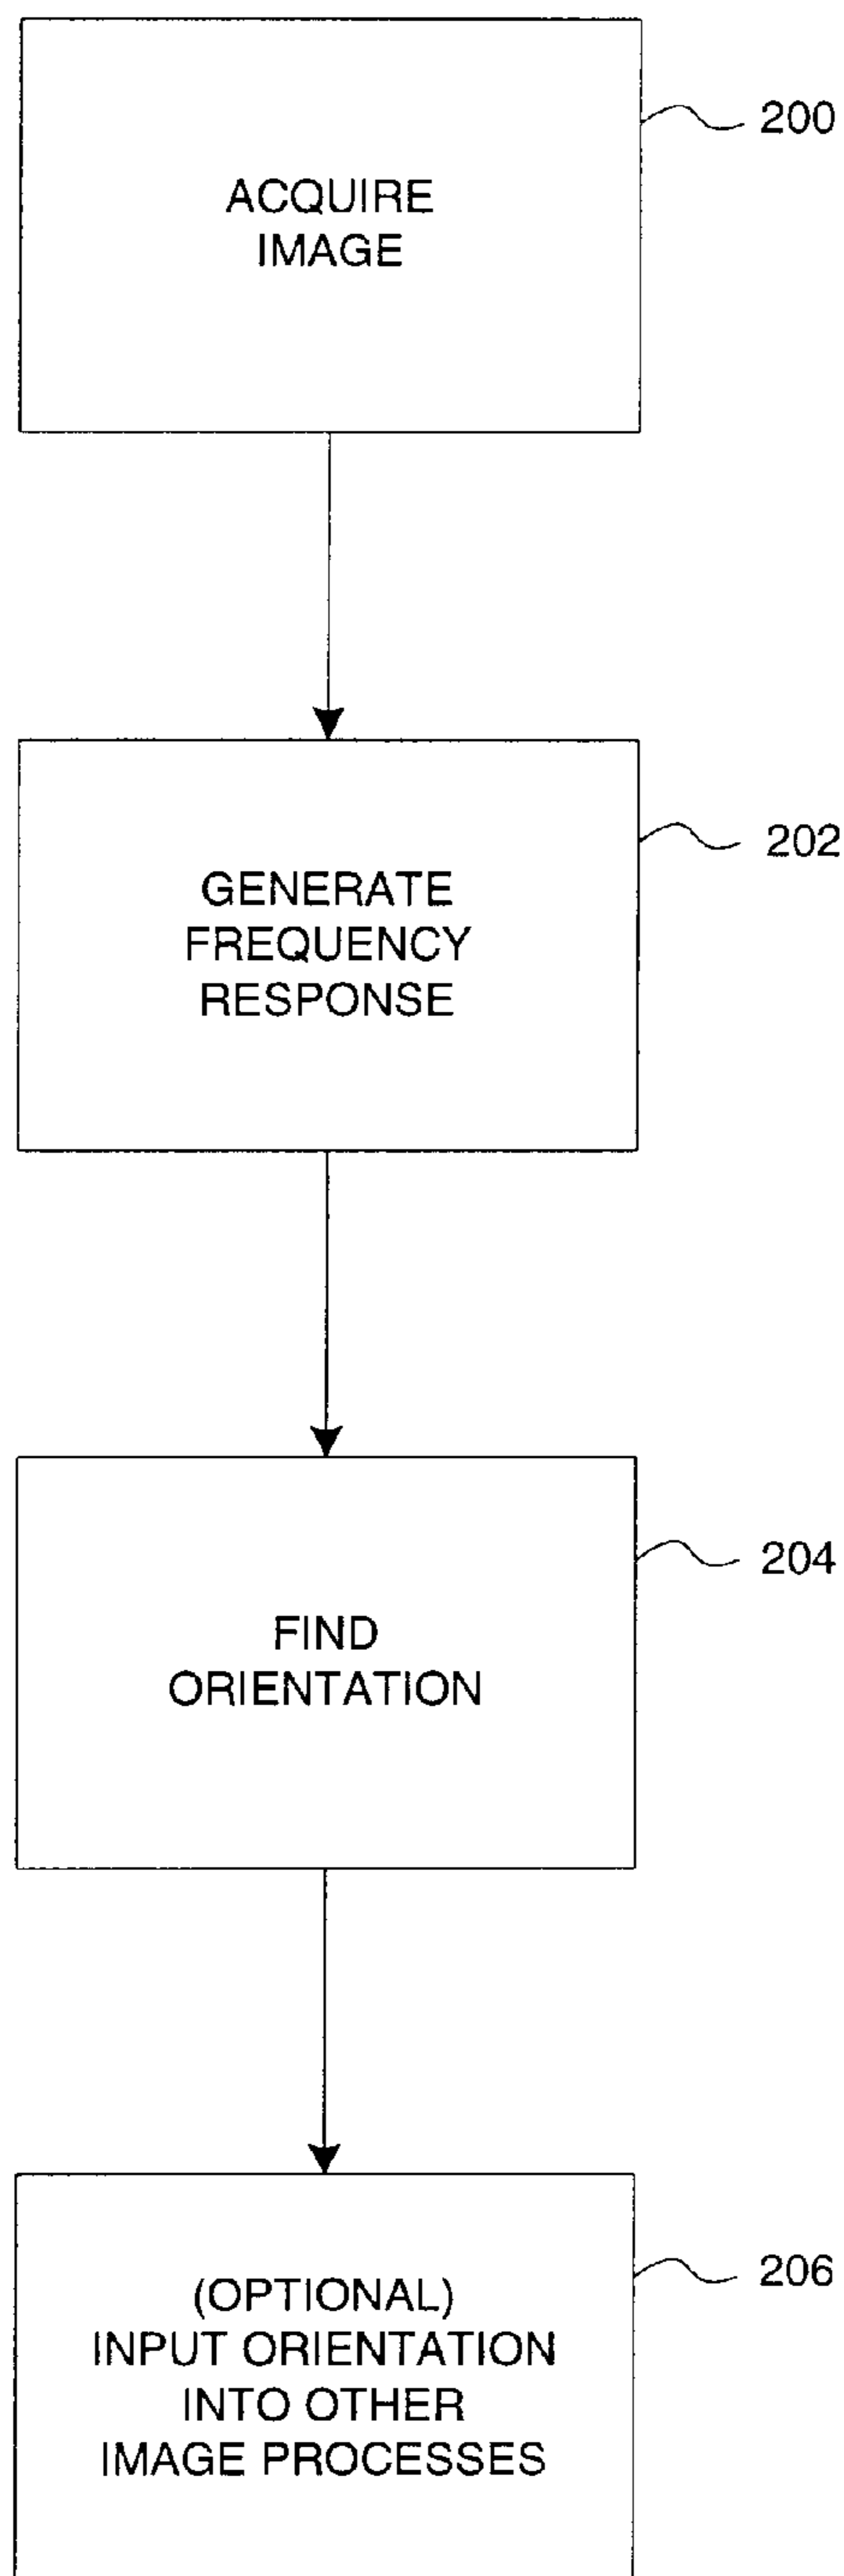 200
ACQUIRE
IMAGE
202
GENERATE
FREQUENCY
RESPONSE
204
FIND
ORIENTATION
206
(OPTIONAL)
INPUT ORIENTATION
INTO OTHER
IMAGE PROCESSES